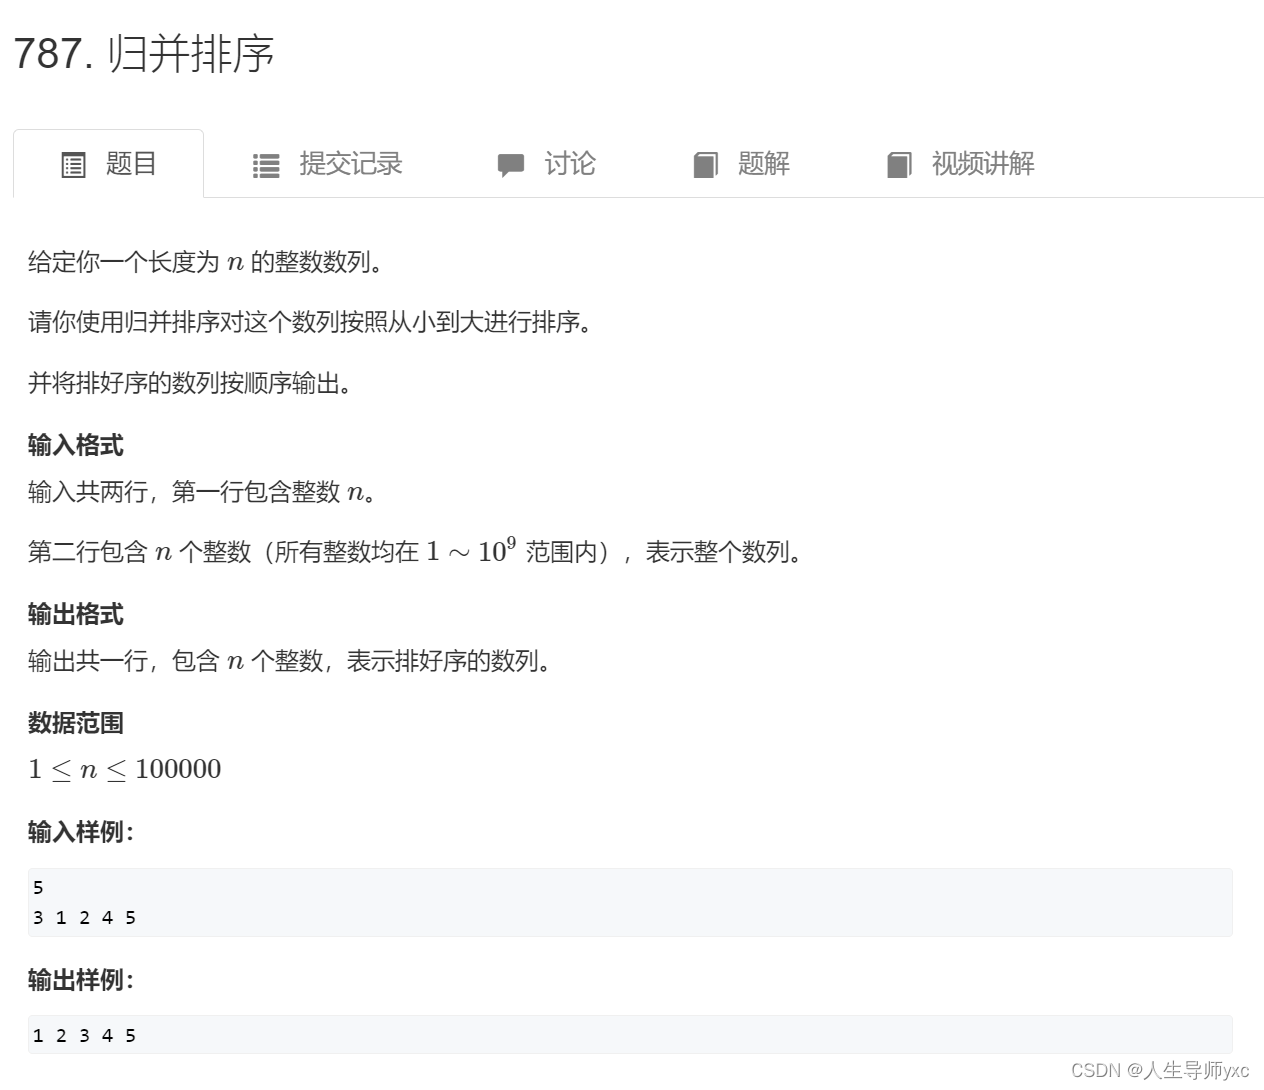 787. 归并排序
题目 提交记录 讨论 题解 视频讲解
给定你一个长度为 n 的整数数列。
请你使用归并排序对这个数列按照从小到大进行排序。
并将排好序的数列按顺序输出。
输入格式
输入共两行，第一行包含整数 n。
第二行包含 n 个整数（所有整数均在 1 ∼ 10⁹ 范围内），表示整个数列。
输出格式
输出共一行，包含 n 个整数，表示排好序的数列。
数据范围
1 ≤ n ≤ 100000
输入样例：
5
3 1 2 4 5
输出样例：
1 2 3 4 5
CSDN @人生导师yxc